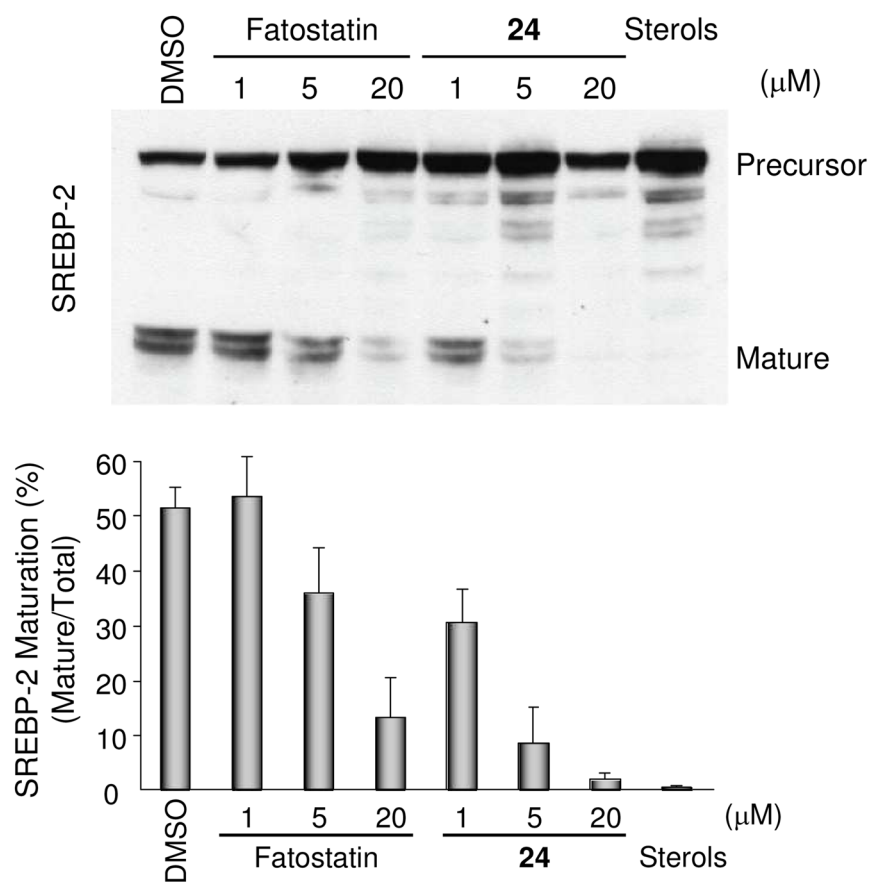 DMSO
Fatostatin
24
Sterols
1 5 20 1 5 20 (μM)
SREBP-2
Precursor
Mature
SREBP-2 Maturation (%)
(Mature/Total)
60
50
40
30
20
10
0
DMSO
1 5 20 1 5 20 (μM)
Fatostatin
24
Sterols